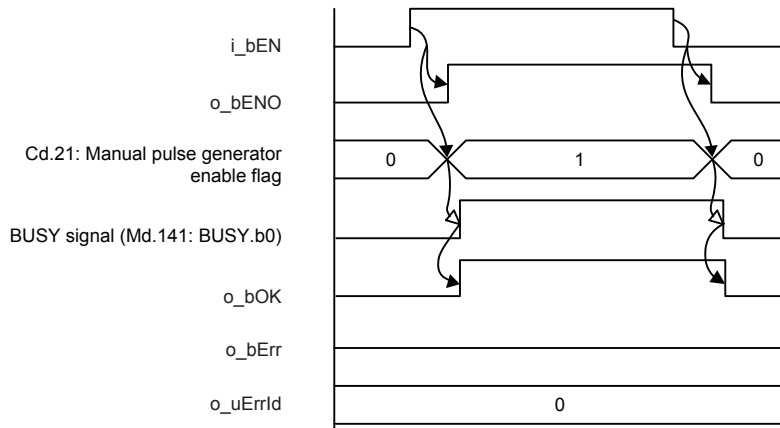 i_bEN
o_bENO
Cd.21: Manual pulse generator
enable flag
0
1
0
BUSY signal (Md.141: BUSY.b0)
o_bOK
o_bErr
o_uErrId
0